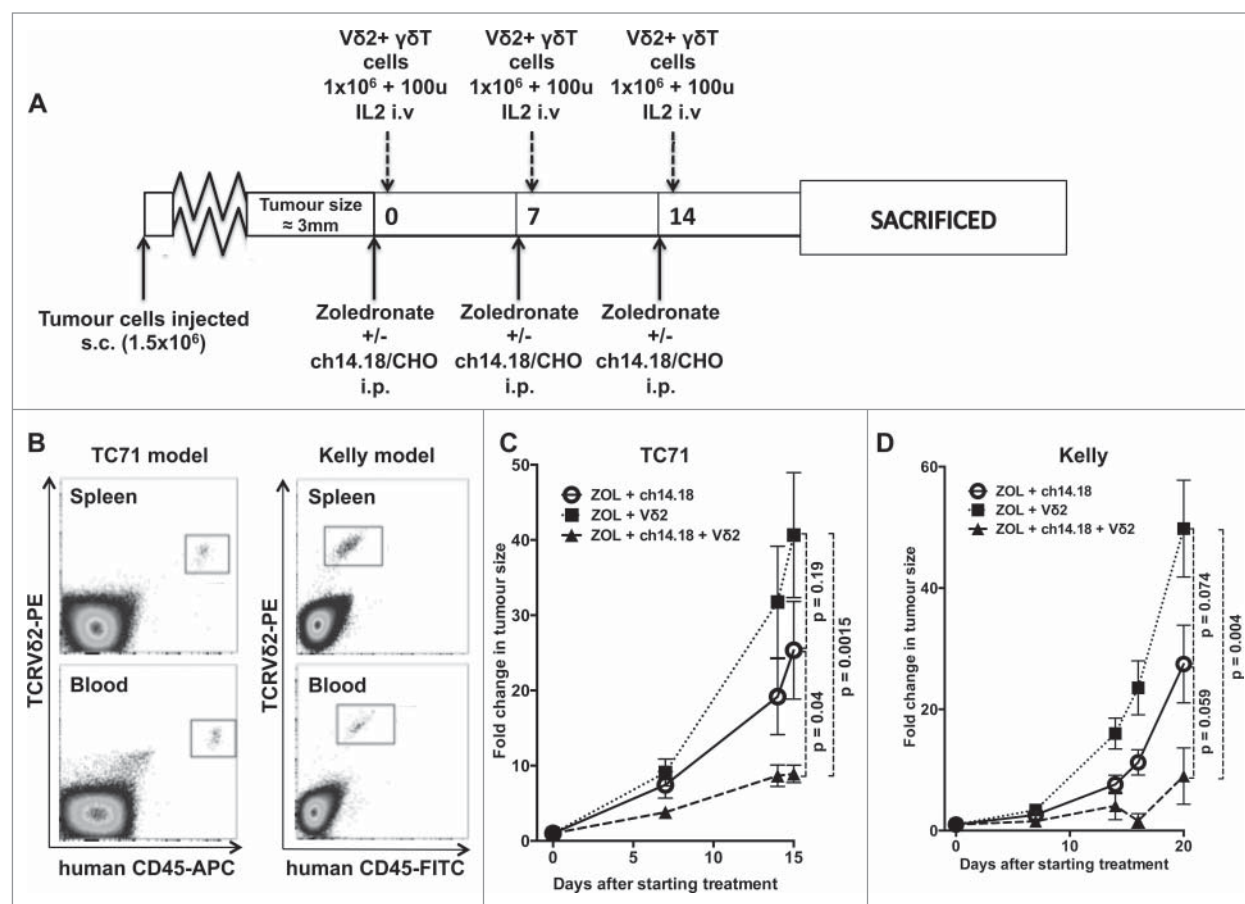 A
Vδ2+ γδT
cells
1x10⁶ + 100u
IL2 i.v
Vδ2+ γδT
cells
1x10⁶ + 100u
IL2 i.v
Vδ2+ γδT
cells
1x10⁶ + 100u
IL2 i.v
Tumour size
≈ 3mm
0
7
14
SACRIFICED
Tumour cells injected
s.c. (1.5x10⁶)
Zoledronate
+/-
ch14.18/CHO
i.p.
Zoledronate
+/-
ch14.18/CHO
i.p.
Zoledronate
+/-
ch14.18/CHO
i.p.
B
TC71 model
Kelly model
Spleen
Spleen
Blood
Blood
TCRVδ2-PE
TCRVδ2-PE
human CD45-APC
human CD45-FITC
C
TC71
Fold change in tumour size
50
40
30
20
10
0
0
5
10
15
Days after starting treatment
ZOL + ch14.18
ZOL + Vδ2
ZOL + ch14.18 + Vδ2
p = 0.19
p = 0.04
p = 0.0015
D
Kelly
Fold change in tumour size
60
40
20
0
0
10
20
Days after starting treatment
ZOL + ch14.18
ZOL + Vδ2
ZOL + ch14.18 + Vδ2
p = 0.074
p = 0.059
p = 0.004